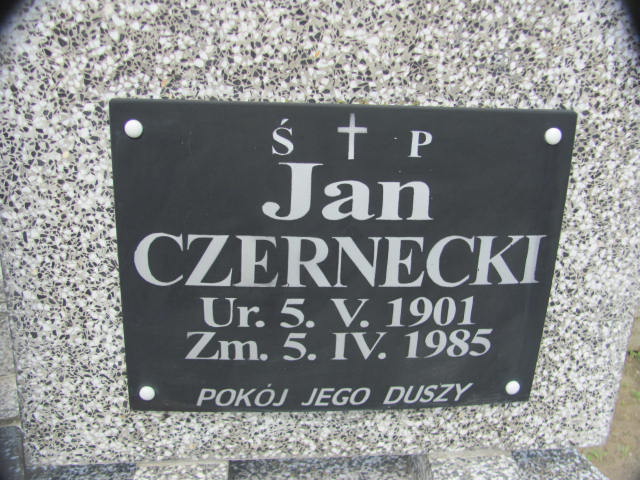 Ś † P
Jan
CZERNECKI
Ur. 5. V. 1901
Zm. 5. IV. 1985
POKÓJ JEGO DUSZY